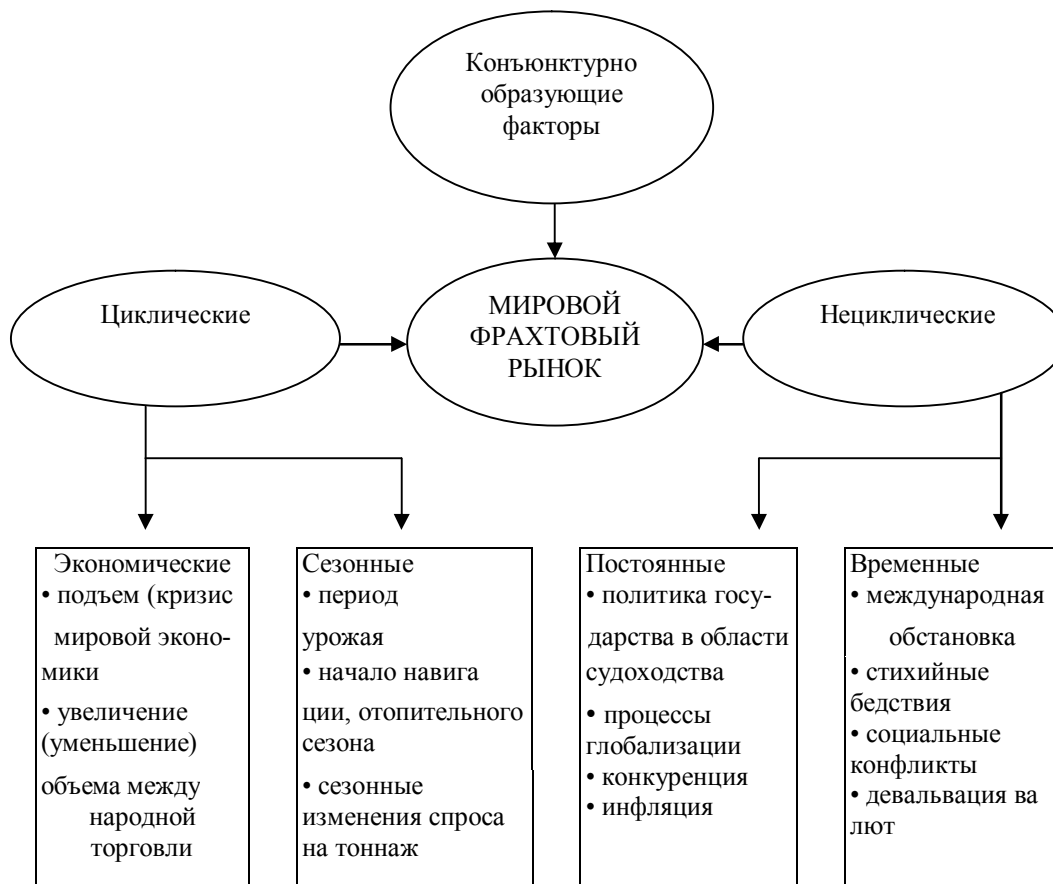 Конъюнктурно
образующие
факторы
Циклические
МИРОВОЙ
ФРАХТОВЫЙ
РЫНОК
Нециклические
Экономические
• подъем (кризис
мировой эконо-
мики
• увеличение
(уменьшение)
объема между
народной
торговли
Сезонные
• период
урожая
• начало навига
ции, отопительного
сезона
• сезонные
изменения спроса
на тоннаж
Постоянные
• политика госу-
дарства в области
судоходства
• процессы
глобализации
• конкуренция
• инфляция
Временные
• международная
обстановка
• стихийные
бедствия
• социальные
конфликты
• девальвация ва
лют